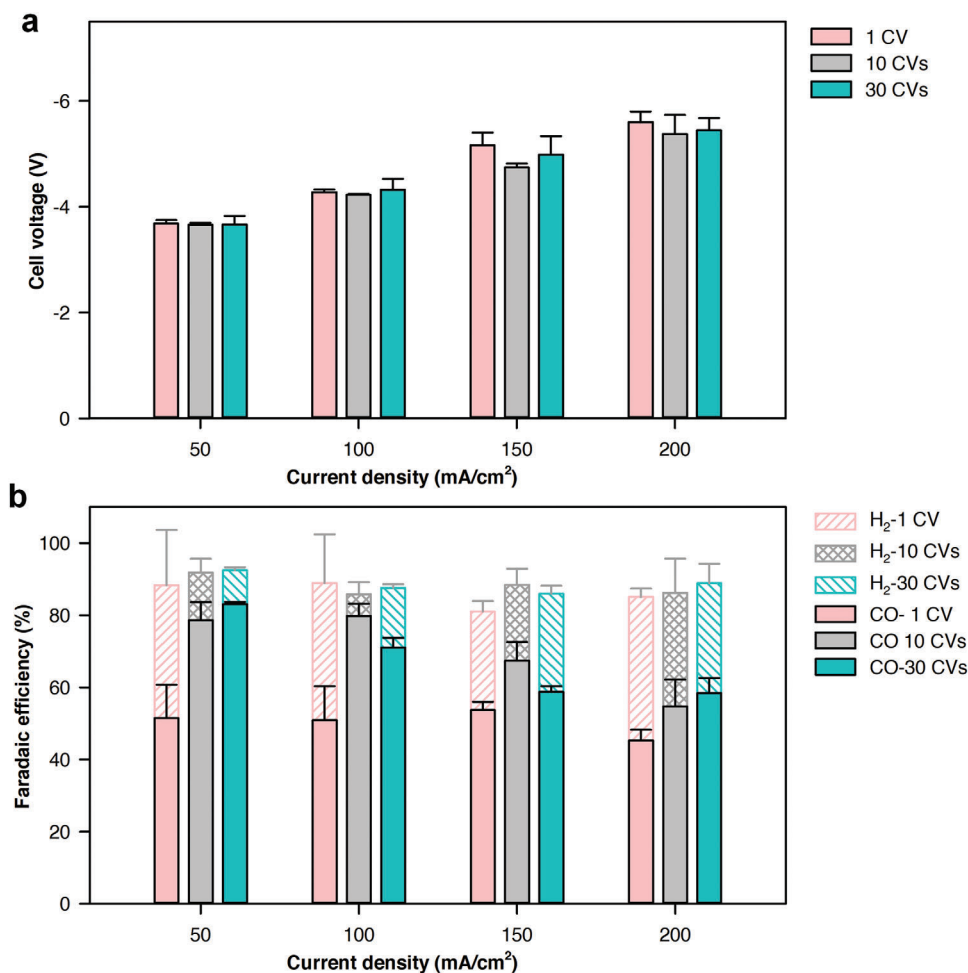 a
1 CV
10 CVs
30 CVs
-6
-4
-2
0
Cell voltage (V)
50 100 150 200
Current density (mA/cm²)
b
H₂-1 CV
H₂-10 CVs
H₂-30 CVs
CO- 1 CV
CO 10 CVs
CO-30 CVs
100
80
60
40
20
0
Faradaic efficiency (%)
50 100 150 200
Current density (mA/cm²)